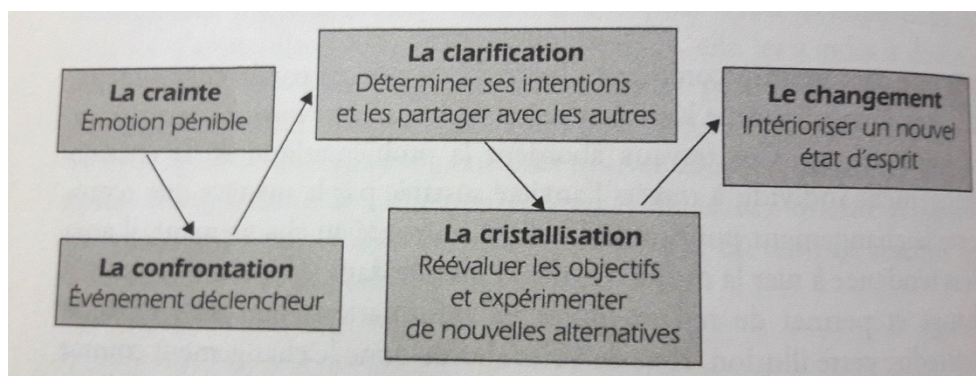 La crainte
Émotion pénible
La confrontation
Événement déclencheur
La clarification
Déterminer ses intentions
et les partager avec les autres
La cristallisation
Réévaluer les objectifs
et expérimenter
de nouvelles alternatives
Le changement
Intérioriser un nouvel
état d'esprit